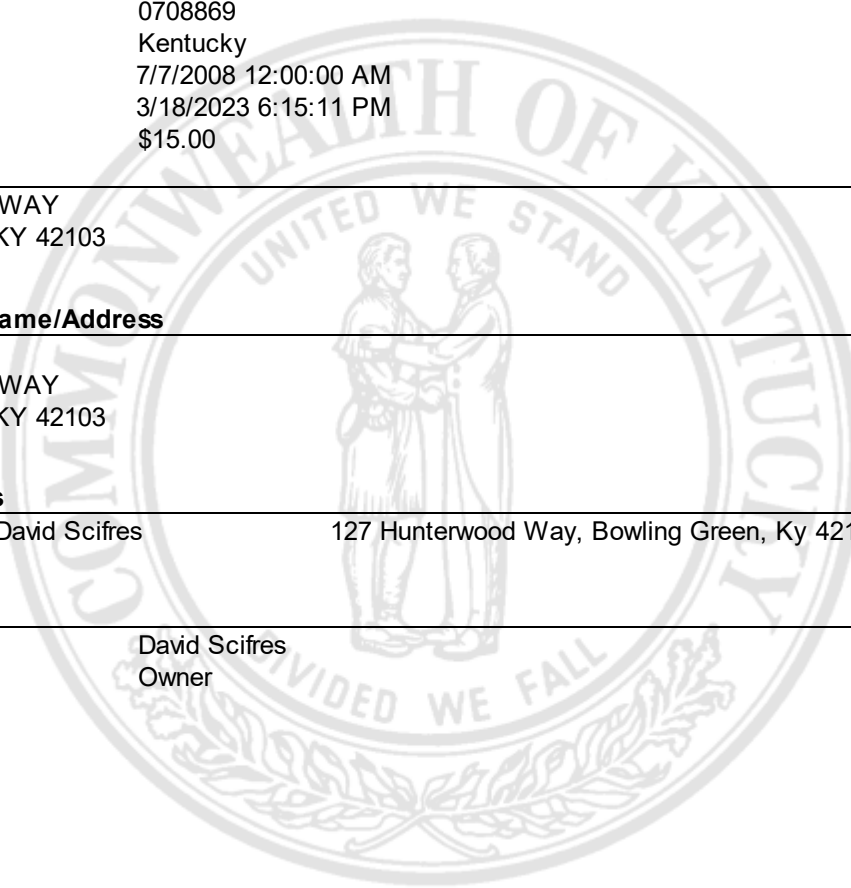 0708869
Kentucky
7/7/2008 12:00:00 AM
3/18/2023 6:15:11 PM
$15.00
WAY
KY 42103
ame/Address
WAY
KY 42103
s
David Scifres 127 Hunterwood Way, Bowling Green, Ky 421
David Scifres
Owner
COMMONWEALTH OF KENTUCKY
UNITED WE STAND
DIVIDED WE FALL